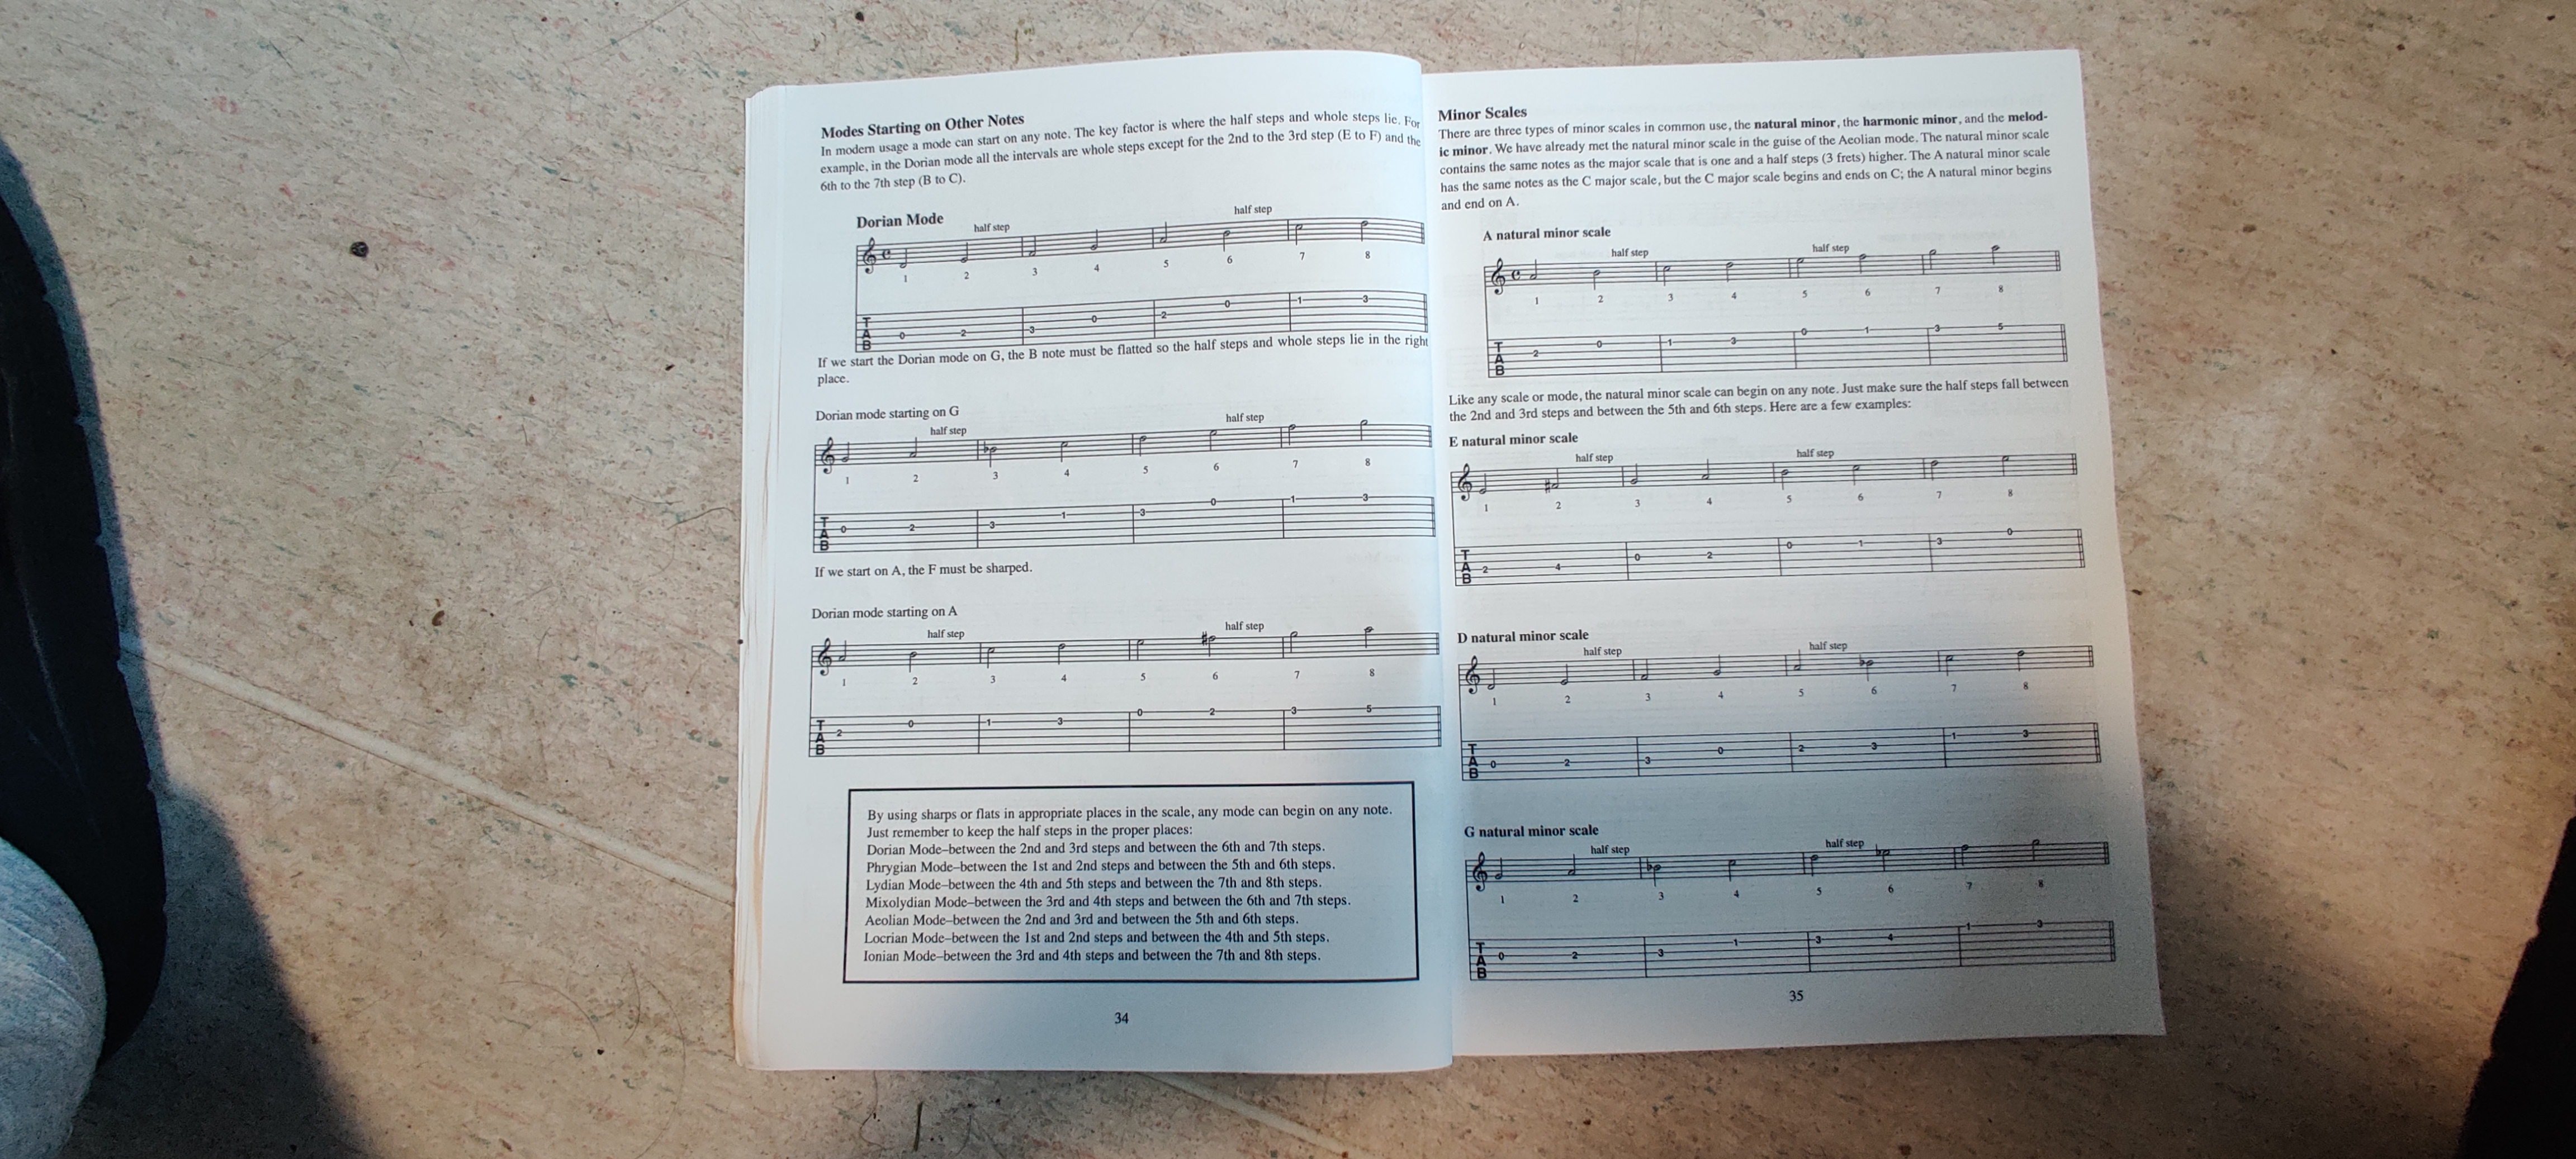 Modes Starting on Other Notes
In modern usage a mode can start on any note. The key factor is where the half steps and whole steps lie. For
example, in the Dorian mode all the intervals are whole steps except for the 2nd to the 3rd step (E to F) and the
6th to the 7th step (B to C).
Dorian Mode
half step half step
1 2 3 4 5 6 7 8
T
A
B
0 2 3 0 2 0 1 3
If we start the Dorian mode on G, the B note must be flatted so the half steps and whole steps lie in the right
place.
Dorian mode starting on G
half step half step
1 2 3 4 5 6 7 8
T
A
B
0 2 3 1 3 0 1 3
If we start on A, the F must be sharped.
Dorian mode starting on A
half step half step
1 2 3 4 5 6 7 8
T
A
B
2 0 1 3 0 2 3 5
By using sharps or flats in appropriate places in the scale, any mode can begin on any note.
Just remember to keep the half steps in the proper places:
Dorian Mode–between the 2nd and 3rd steps and between the 6th and 7th steps.
Phrygian Mode–between the 1st and 2nd steps and between the 5th and 6th steps.
Lydian Mode–between the 4th and 5th steps and between the 7th and 8th steps.
Mixolydian Mode–between the 3rd and 4th steps and between the 6th and 7th steps.
Aeolian Mode–between the 2nd and 3rd and between the 5th and 6th steps.
Locrian Mode–between the 1st and 2nd steps and between the 4th and 5th steps.
Ionian Mode–between the 3rd and 4th steps and between the 7th and 8th steps.
34
Minor Scales
There are three types of minor scales in common use, the natural minor, the harmonic minor, and the melod-
ic minor. We have already met the natural minor scale in the guise of the Aeolian mode. The natural minor scale
contains the same notes as the major scale that is one and a half steps (3 frets) higher. The A natural minor scale
has the same notes as the C major scale, but the C major scale begins and ends on C; the A natural minor begins
and end on A.
A natural minor scale
half step half step
1 2 3 4 5 6 7 8
T
A
B
2 0 1 3 0 1 3 5
Like any scale or mode, the natural minor scale can begin on any note. Just make sure the half steps fall between
the 2nd and 3rd steps and between the 5th and 6th steps. Here are a few examples:
E natural minor scale
half step half step
1 2 3 4 5 6 7 8
T
A
B
2 4 0 2 0 1 3 0
D natural minor scale
half step half step
1 2 3 4 5 6 7 8
T
A
B
0 2 3 0 2 3 1 3
G natural minor scale
half step half step
1 2 3 4 5 6 7 8
T
A
B
0 2 3 1 3 4 1 3
35